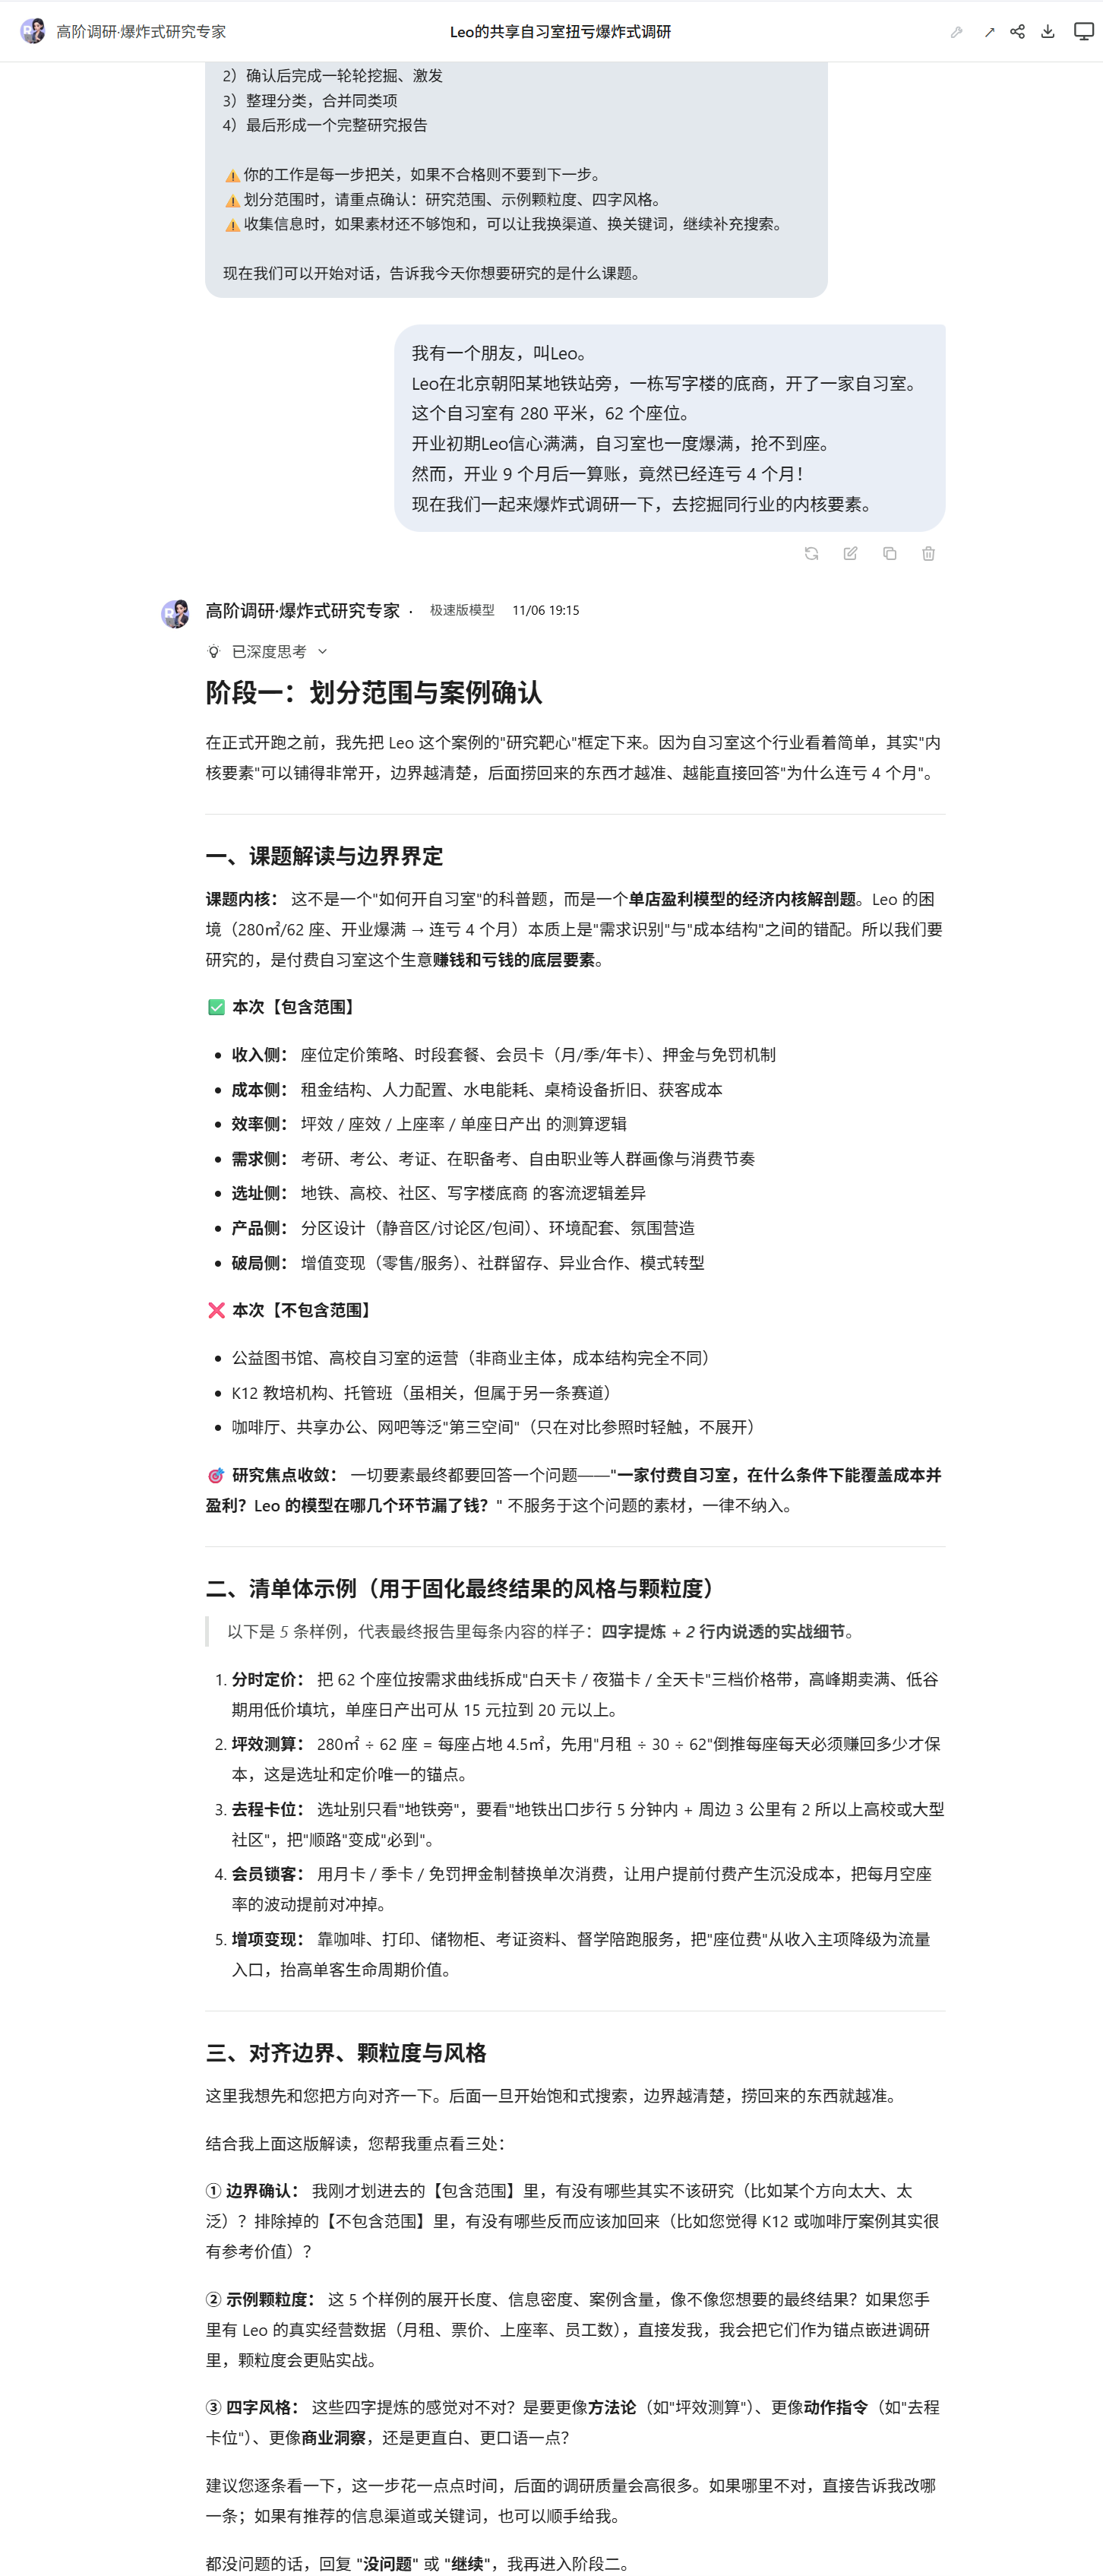 高阶调研·爆炸式研究专家
Leo的共享自习室扭亏爆炸式调研
2）确认后完成一轮轮挖掘、激发
3）整理分类，合并同类项
4）最后形成一个完整研究报告
⚠️你的工作是每一步把关，如果不合格则不要到下一步。
⚠️划分范围时，请重点确认：研究范围、示例颗粒度、四字风格。
⚠️收集信息时，如果素材还不够饱和，可以让我换渠道、换关键词，继续补充搜索。
现在我们可以开始对话，告诉我今天你想要研究的是什么课题。
我有一个朋友，叫Leo。
Leo在北京朝阳某地铁站旁，一栋写字楼的底商，开了一家自习室。
这个自习室有 280 平米，62 个座位。
开业初期Leo信心满满，自习室也一度爆满，抢不到座。
然而，开业 9 个月后一算账，竟然已经连亏 4 个月！
现在我们一起来爆炸式调研一下，去挖掘同行业的内核要素。
高阶调研·爆炸式研究专家 · 极速版模型 11/06 19:15
已深度思考
阶段一：划分范围与案例确认
在正式开跑之前，我先把 Leo 这个案例的"研究靶心"框定下来。因为自习室这个行业看着简单，其实"内
核要素"可以铺得非常开，边界越清楚，后面捞回来的东西才越准、越能直接回答"为什么连亏 4 个月"。
一、课题解读与边界界定
课题内核： 这不是一个"如何开自习室"的科普题，而是一个单店盈利模型的经济内核解剖题。Leo 的困
境（280㎡/62 座、开业爆满 → 连亏 4 个月）本质上是"需求识别"与"成本结构"之间的错配。所以我们要
研究的，是付费自习室这个生意赚钱和亏钱的底层要素。
✅ 本次【包含范围】
• 收入侧： 座位定价策略、时段套餐、会员卡（月/季/年卡）、押金与免罚机制
• 成本侧： 租金结构、人力配置、水电能耗、桌椅设备折旧、获客成本
• 效率侧： 坪效 / 座效 / 上座率 / 单座日产出 的测算逻辑
• 需求侧： 考研、考公、考证、在职备考、自由职业等人群画像与消费节奏
• 选址侧： 地铁、高校、社区、写字楼底商 的客流逻辑差异
• 产品侧： 分区设计（静音区/讨论区/包间）、环境配套、氛围营造
• 破局侧： 增值变现（零售/服务）、社群留存、异业合作、模式转型
❌ 本次【不包含范围】
• 公益图书馆、高校自习室的运营（非商业主体，成本结构完全不同）
• K12 教培机构、托管班（虽相关，但属于另一条赛道）
• 咖啡厅、共享办公、网吧等泛"第三空间"（只在对比参照时轻触，不展开）
🎯 研究焦点收敛： 一切要素最终都要回答一个问题——"一家付费自习室，在什么条件下能覆盖成本并
盈利？Leo 的模型在哪几个环节漏了钱？" 不服务于这个问题的素材，一律不纳入。
二、清单体示例（用于固化最终结果的风格与颗粒度）
以下是 5 条样例，代表最终报告里每条内容的样子：四字提炼 + 2 行内说透的实战细节。
1. 分时定价： 把 62 个座位按需求曲线拆成"白天卡 / 夜猫卡 / 全天卡"三档价格带，高峰期卖满、低谷
期用低价填坑，单座日产出可从 15 元拉到 20 元以上。
2. 坪效测算： 280㎡ ÷ 62 座 = 每座占地 4.5㎡，先用"月租 ÷ 30 ÷ 62"倒推每座每天必须赚回多少才保
本，这是选址和定价唯一的锚点。
3. 去程卡位： 选址别只看"地铁旁"，要看"地铁出口步行 5 分钟内 + 周边 3 公里有 2 所以上高校或大型
社区"，把"顺路"变成"必到"。
4. 会员锁客： 用月卡 / 季卡 / 免罚押金制替换单次消费，让用户提前付费产生沉没成本，把每月空座
率的波动提前对冲掉。
5. 增项变现： 靠咖啡、打印、储物柜、考证资料、督学陪跑服务，把"座位费"从收入主项降级为流量
入口，抬高单客生命周期价值。
三、对齐边界、颗粒度与风格
这里我想先和您把方向对齐一下。后面一旦开始饱和式搜索，边界越清楚，捞回来的东西就越准。
结合我上面这版解读，您帮我重点看三处：
① 边界确认： 我刚才划进去的【包含范围】里，有没有哪些其实不该研究（比如某个方向太大、太
泛）？排除掉的【不包含范围】里，有没有哪些反而应该加回来（比如您觉得 K12 或咖啡厅案例其实很
有参考价值）？
② 示例颗粒度： 这 5 个样例的展开长度、信息密度、案例含量，像不像您想要的最终结果？如果您手
里有 Leo 的真实经营数据（月租、票价、上座率、员工数），直接发我，我会把它们作为锚点嵌进调研
里，颗粒度会更贴实战。
③ 四字风格： 这些四字提炼的感觉对不对？是要更像方法论（如"坪效测算"）、更像动作指令（如"去程
卡位"）、更像商业洞察，还是更直白、更口语一点？
建议您逐条看一下，这一步花一点点时间，后面的调研质量会高很多。如果哪里不对，直接告诉我改哪
一条；如果有推荐的信息渠道或关键词，也可以顺手给我。
都没问题的话，回复 "没问题" 或 "继续"，我再进入阶段二。